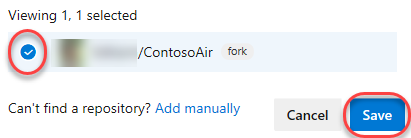 Viewing 1, 1 selected
/ContosoAir fork
Can't find a repository? Add manually
Cancel Save